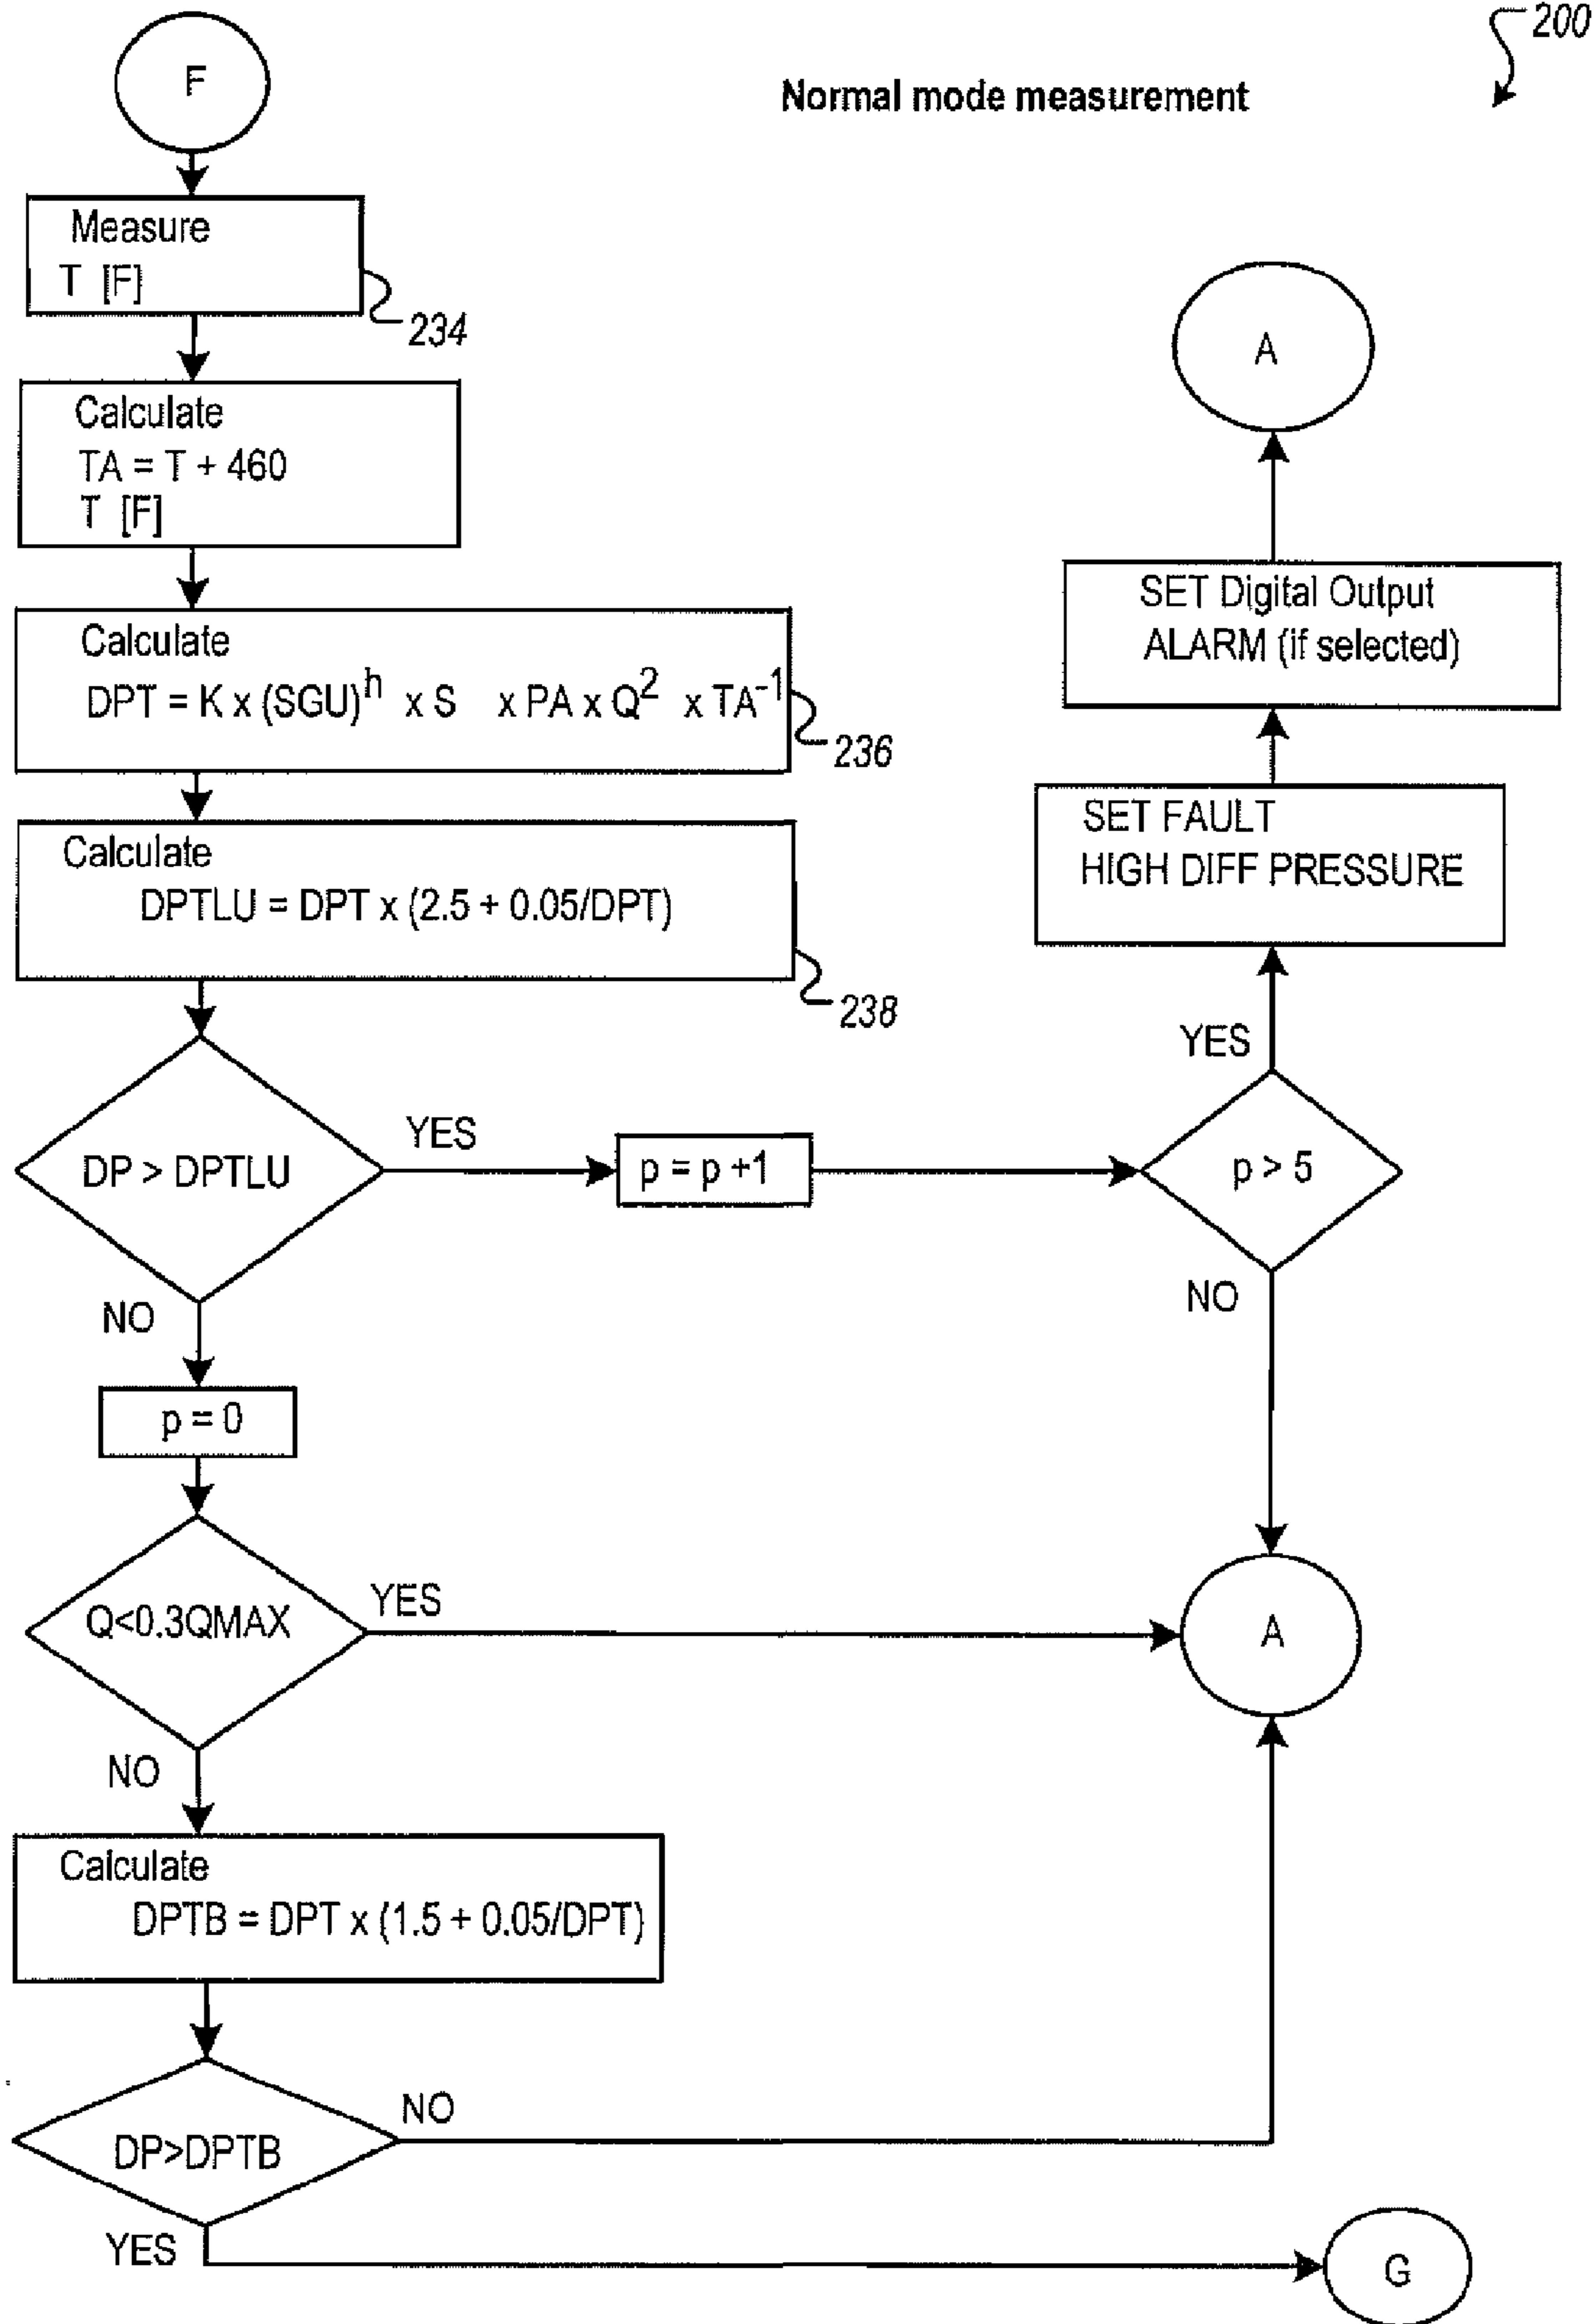 200
Normal mode measurement
F
Measure
T [F]
234
Calculate
TA = T + 460
T [F]
Calculate
DPT = K x (SGU)^h x S x PA x Q^2 x TA^-1
236
Calculate
DPTLU = DPT x (2.5 + 0.05/DPT)
238
A
SET Digital Output
ALARM (if selected)
SET FAULT
HIGH DIFF PRESSURE
YES
DP > DPTLU
YES
p = p +1
p > 5
NO
NO
p = 0
Q<0.3QMAX
YES
A
NO
Calculate
DPTB = DPT x (1.5 + 0.05/DPT)
DP>DPTB
NO
YES
G